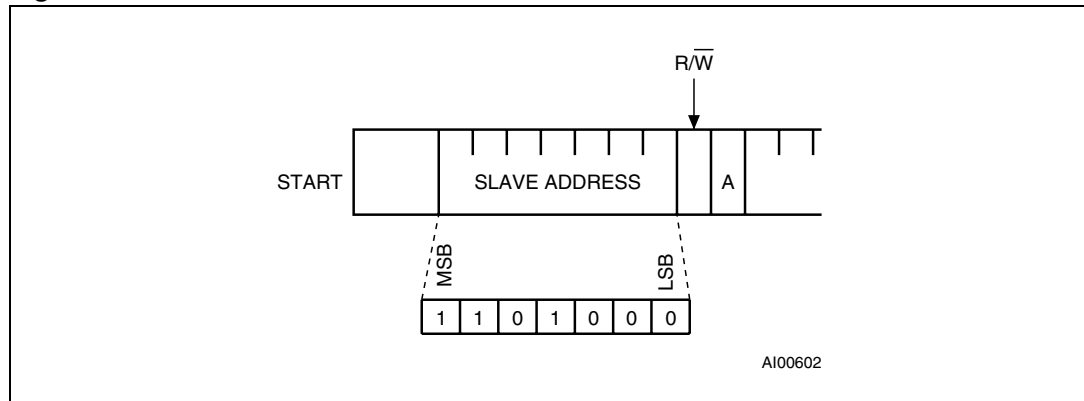 R/W̅
START
SLAVE ADDRESS
A
MSB
LSB
1 1 0 1 0 0 0
AI00602